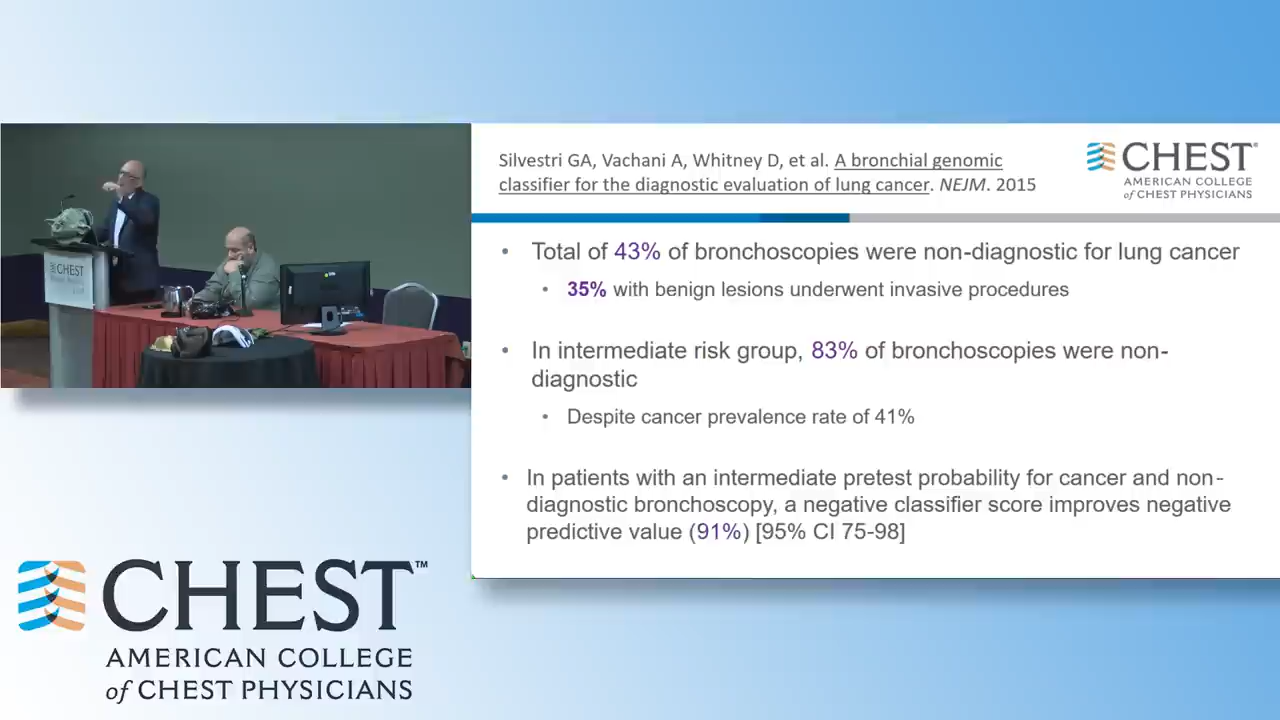 Silvestri GA, Vachani A, Whitney D, et al. A bronchial genomic
classifier for the diagnostic evaluation of lung cancer. NEJM. 2015
CHEST®
AMERICAN COLLEGE
of CHEST PHYSICIANS
• Total of 43% of bronchoscopies were non-diagnostic for lung cancer
• 35% with benign lesions underwent invasive procedures
• In intermediate risk group, 83% of bronchoscopies were non-
diagnostic
• Despite cancer prevalence rate of 41%
• In patients with an intermediate pretest probability for cancer and non-
diagnostic bronchoscopy, a negative classifier score improves negative
predictive value (91%) [95% CI 75-98]
CHEST
CHEST™
AMERICAN COLLEGE
of CHEST PHYSICIANS